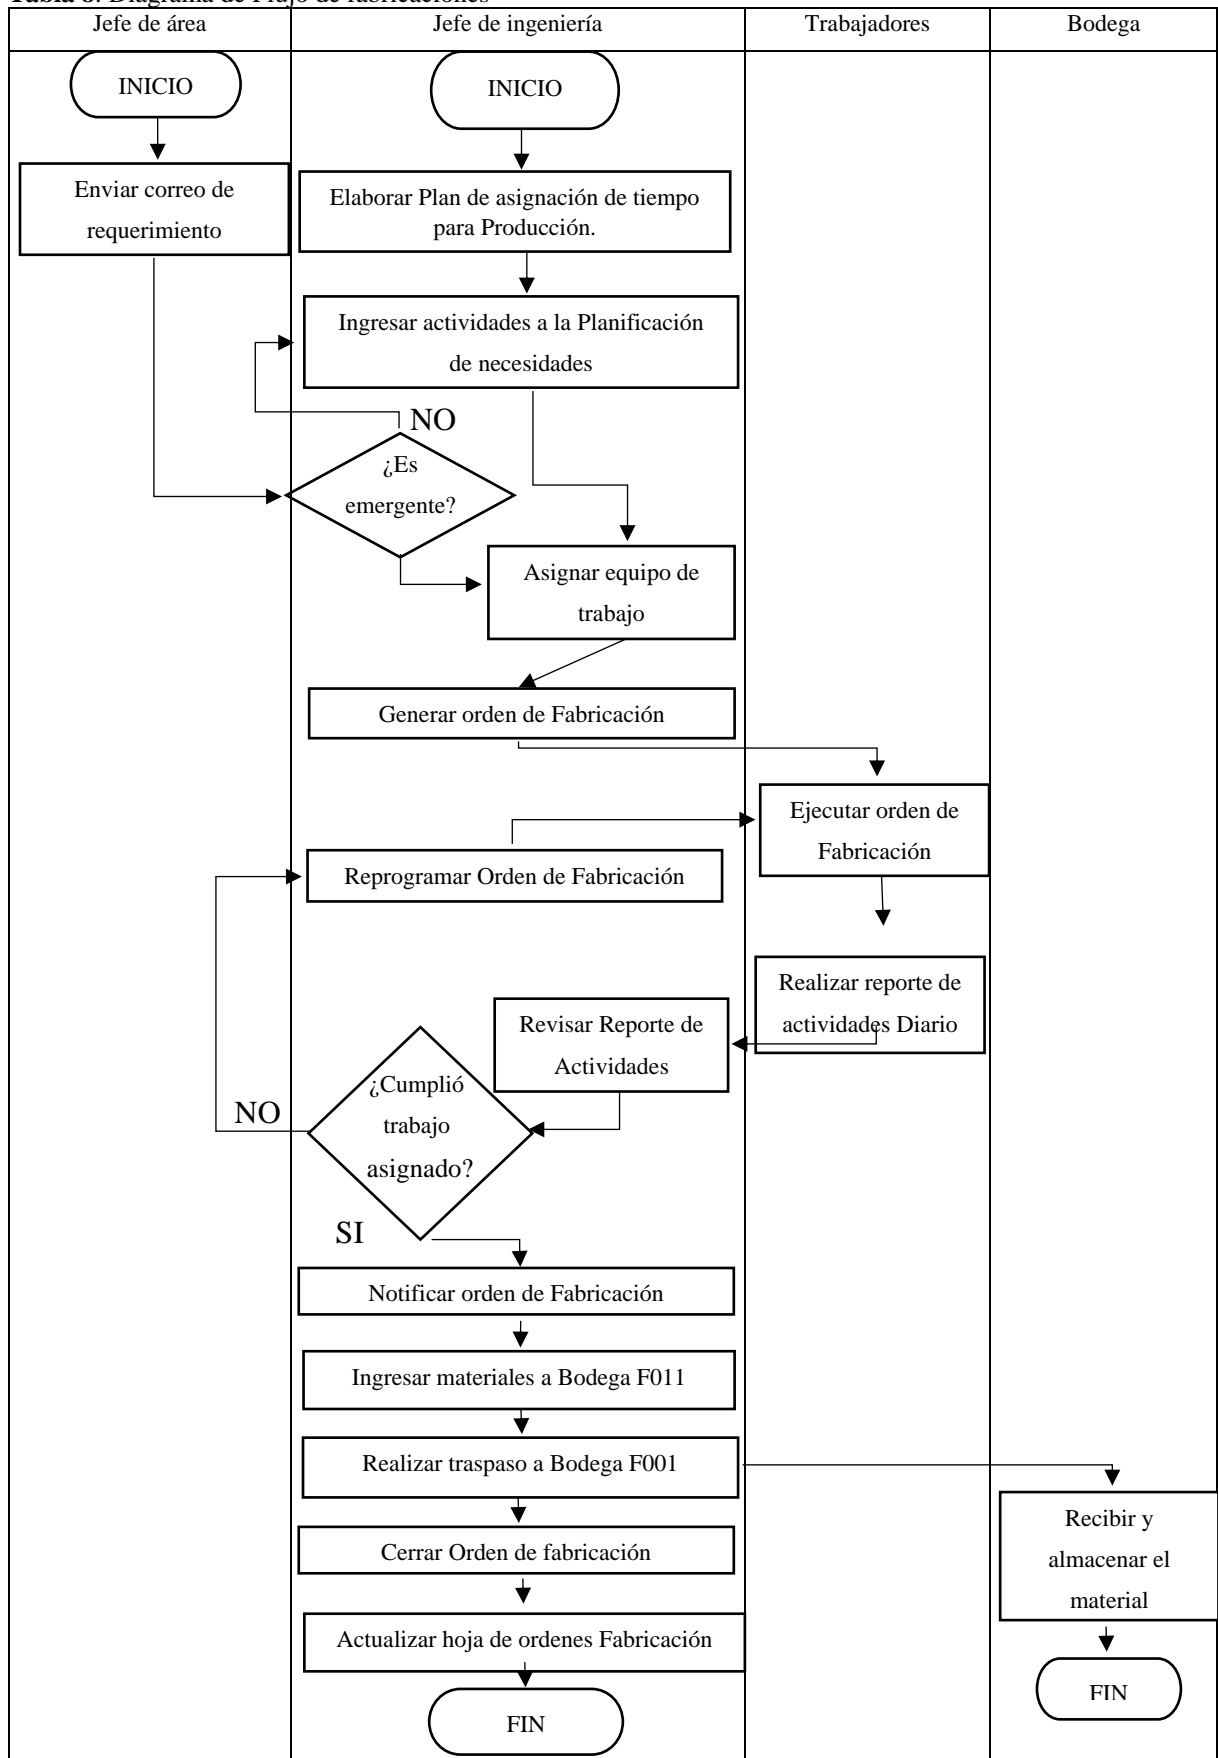 Tabla 8. Diagrama de Flujo de fabricaciones
Jefe de área
Jefe de ingeniería
Trabajadores
Bodega
INICIO
INICIO
Enviar correo de
requerimiento
Elaborar Plan de asignación de tiempo
para Producción.
Ingresar actividades a la Planificación
de necesidades
NO
¿Es
emergente?
Asignar equipo de
trabajo
Generar orden de Fabricación
Ejecutar orden de
Fabricación
Reprogramar Orden de Fabricación
Realizar reporte de
actividades Diario
Revisar Reporte de
Actividades
¿Cumplió
trabajo
asignado?
NO
SI
Notificar orden de Fabricación
Ingresar materiales a Bodega F011
Realizar traspaso a Bodega F001
Recibir y
almacenar el
material
Cerrar Orden de fabricación
Actualizar hoja de ordenes Fabricación
FIN
FIN